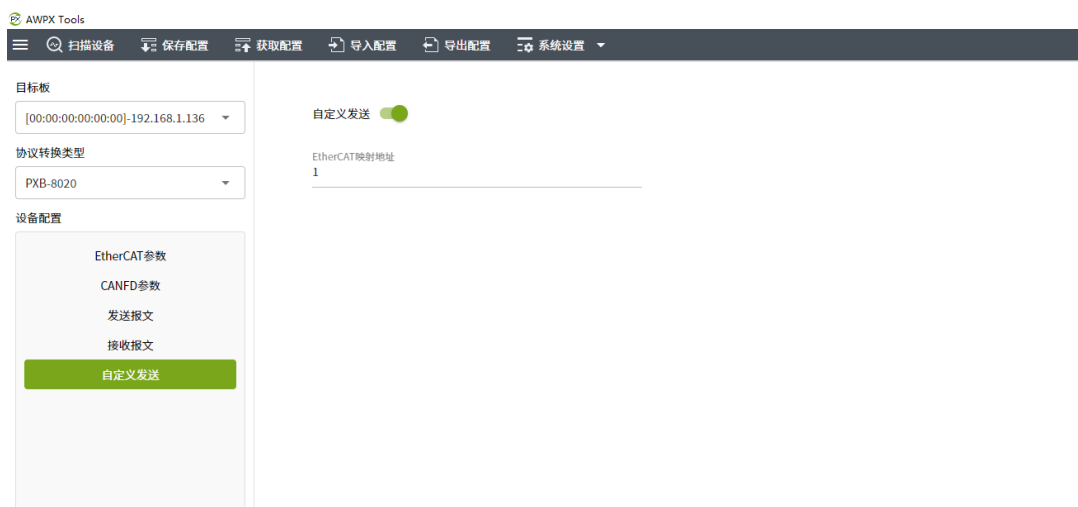 AWPX Tools
扫描设备 保存配置 获取配置 导入配置 导出配置 系统设置
目标板
[00:00:00:00:00:00]-192.168.1.136
协议转换类型
PXB-8020
设备配置
EtherCAT参数
CANFD参数
发送报文
接收报文
自定义发送
自定义发送
EtherCAT映射地址
1